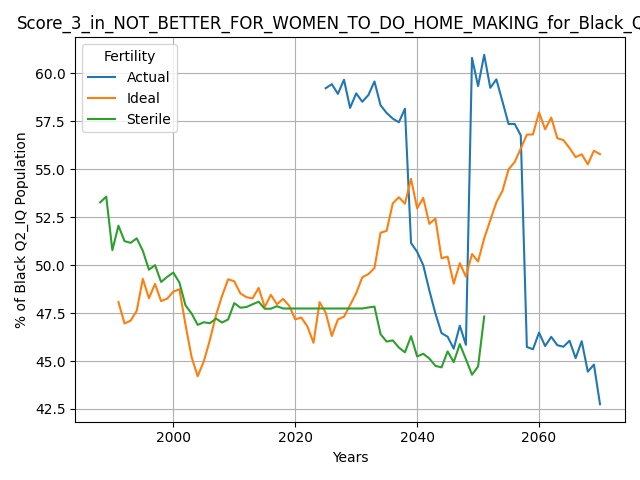 Score_3_in_NOT_BETTER_FOR_WOMEN_TO_DO_HOME_MAKING_for_Black_Q
Fertility
Actual
Ideal
Sterile
% of Black Q2_IQ Population
60.0
57.5
55.0
52.5
50.0
47.5
45.0
42.5
2000
2020
2040
2060
Years